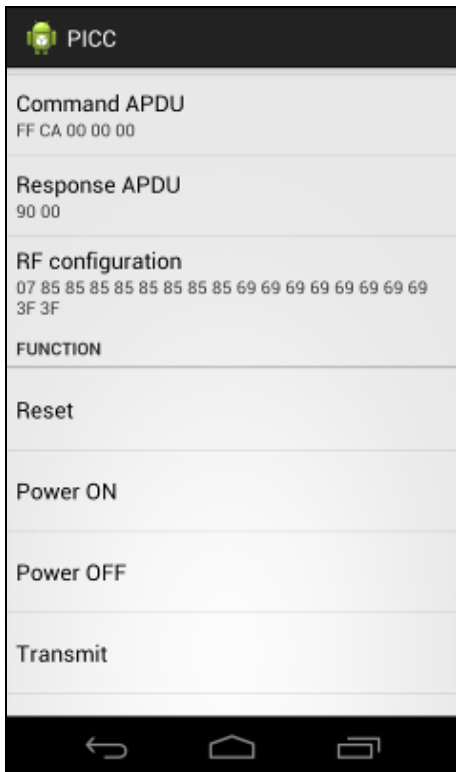 PICC
Command APDU
FF CA 00 00 00
Response APDU
90 00
RF configuration
07 85 85 85 85 85 85 85 85 69 69 69 69 69 69 69 69
3F 3F
FUNCTION
Reset
Power ON
Power OFF
Transmit